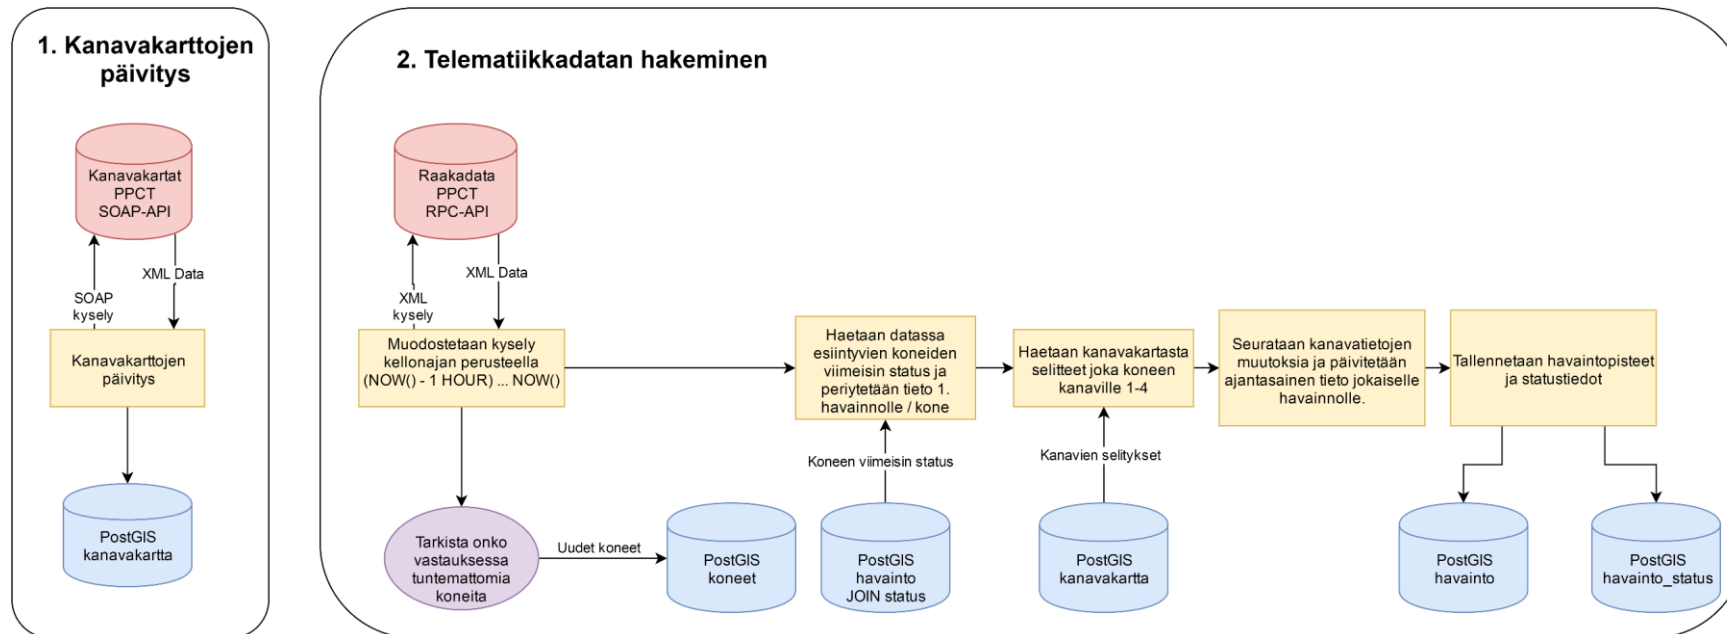 1. Kanavakarttojen
päivitys
Kanavakartat
PPCT
SOAP-API
XML Data
SOAP
kysely
Kanavakarttojen
päivitys
PostGIS
kanavakartta
2. Telematiikkadatan hakeminen
Raakadata
PPCT
RPC-API
XML Data
XML
kysely
Muodostetaan kysely
kellonajan perusteella
(NOW() - 1 HOUR) ... NOW()
Haetaan datassa
esiintyvien koneiden
viimeisin status ja
periytetään tieto 1.
havainnolle / kone
Haetaan kanavakartasta
selitteet joka koneen
kanaville 1-4
Seurataan kanavatietojen
muutoksia ja päivitetään
ajantasainen tieto jokaiselle
havainnolle.
Tallennetaan havaintopisteet
ja statustiedot
Koneen viimeisin status
Kanavien selitykset
Tarkista onko
vastauksessa
tuntemattomia
koneita
Uudet koneet
PostGIS
koneet
PostGIS
havainto
JOIN status
PostGIS
kanavakartta
PostGIS
havainto
PostGIS
havainto_status